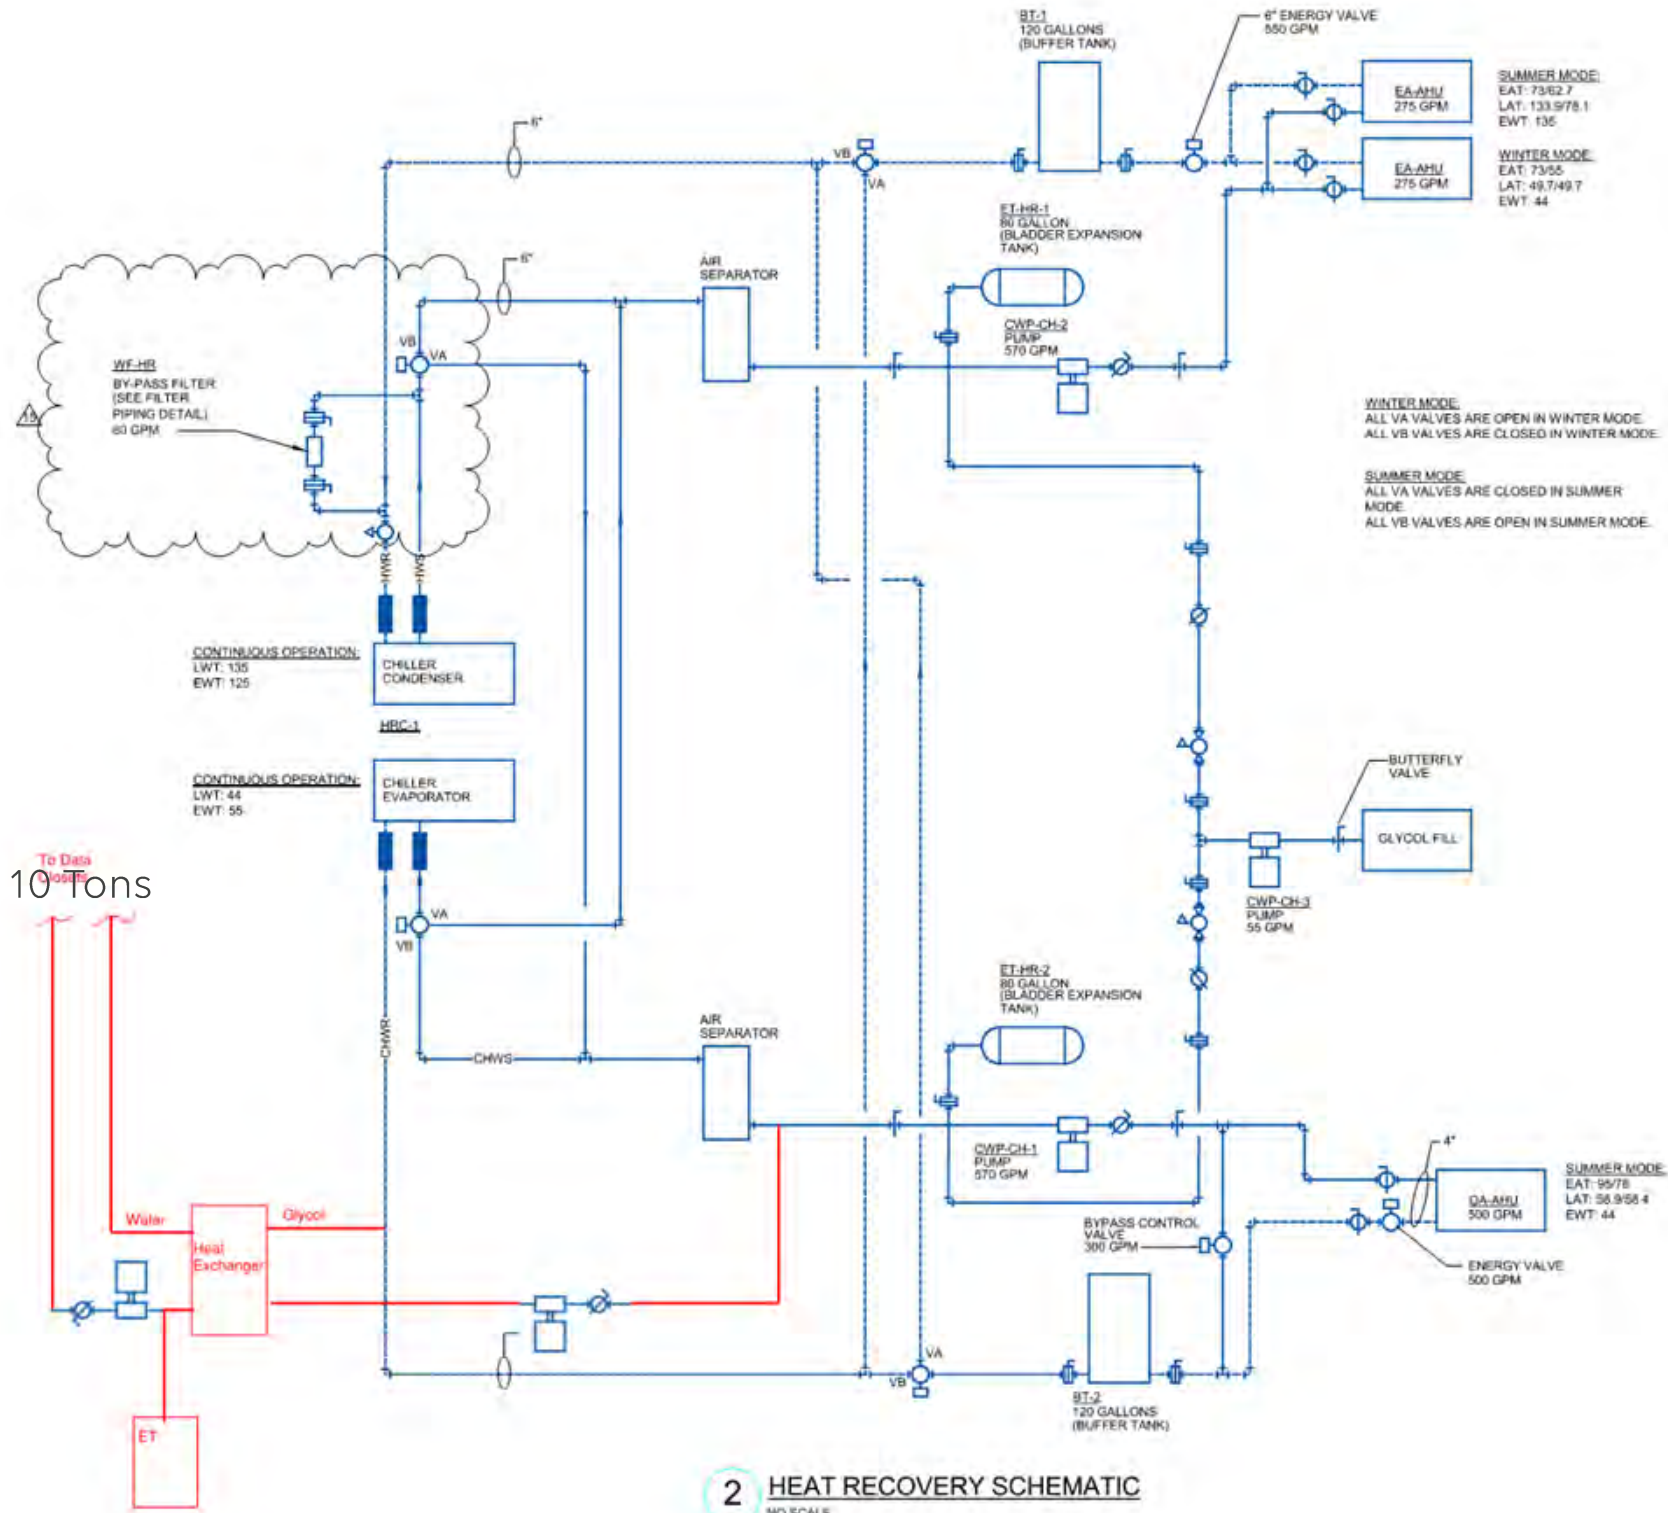 BT-1
120 GALLONS
(BUFFER TANK)
6" ENERGY VALVE
550 GPM
EA-AHU
275 GPM
SUMMER MODE:
EAT: 73/62.7
LAT: 133.9/78.1
EWT: 135
6"
VB
VA
EA-AHU
275 GPM
WINTER MODE:
EAT: 73/55
LAT: 49.7/49.7
EWT: 44
ET-HR-1
80 GALLON
(BLADDER EXPANSION
TANK)
6"
AIR
SEPARATOR
CWP-CH-2
PUMP
570 GPM
VB
VA
WF-HR
BY-PASS FILTER
(SEE FILTER
PIPING DETAIL)
60 GPM
WINTER MODE:
ALL VA VALVES ARE OPEN IN WINTER MODE.
ALL VB VALVES ARE CLOSED IN WINTER MODE.
SUMMER MODE:
ALL VA VALVES ARE CLOSED IN SUMMER
MODE.
ALL VB VALVES ARE OPEN IN SUMMER MODE.
HWR
HWS
CONTINUOUS OPERATION:
LWT: 135
EWT: 125
CHILLER
CONDENSER
HRC-1
CONTINUOUS OPERATION:
LWT: 44
EWT: 55
CHILLER
EVAPORATOR
BUTTERFLY
VALVE
GLYCOL FILL
To Data
Closets
10 Tons
CWP-CH-3
PUMP
55 GPM
VA
VB
ET-HR-2
80 GALLON
(BLADDER EXPANSION
TANK)
AIR
SEPARATOR
CHWR
CHWS
CWP-CH-1
PUMP
570 GPM
4"
OA-AHU
500 GPM
SUMMER MODE:
EAT: 95/78
LAT: 58.9/58.4
EWT: 44
Water
Glycol
Heat
Exchanger
BYPASS CONTROL
VALVE
300 GPM
ENERGY VALVE
500 GPM
VA
VB
BT-2
120 GALLONS
(BUFFER TANK)
ET
2
HEAT RECOVERY SCHEMATIC
NO SCALE